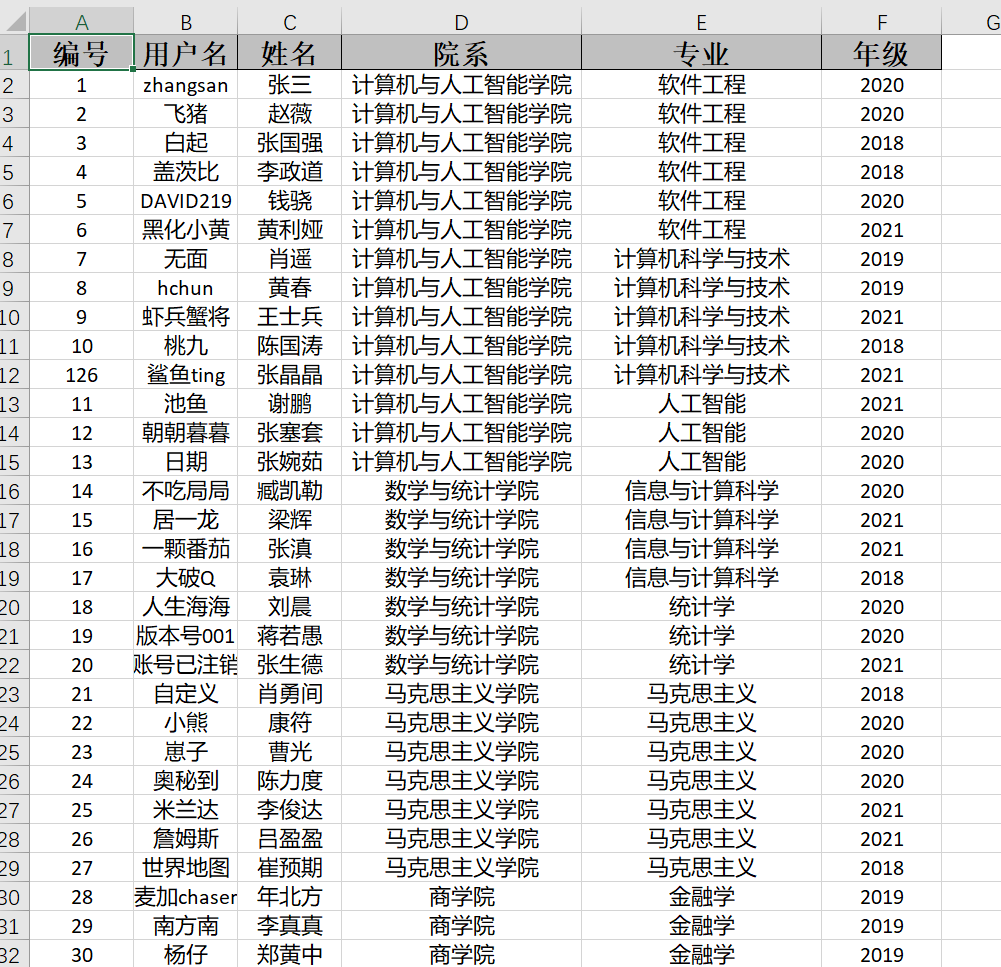 A B C D E F G
1 编号 用户名 姓名 院系 专业 年级
2 1 zhangsan 张三 计算机与人工智能学院 软件工程 2020
3 2 飞猪 赵薇 计算机与人工智能学院 软件工程 2020
4 3 白起 张国强 计算机与人工智能学院 软件工程 2018
5 4 盖茨比 李政道 计算机与人工智能学院 软件工程 2018
6 5 DAVID219 钱骁 计算机与人工智能学院 软件工程 2020
7 6 黑化小黄 黄利娅 计算机与人工智能学院 软件工程 2021
8 7 无面 肖遥 计算机与人工智能学院 计算机科学与技术 2019
9 8 hchun 黄春 计算机与人工智能学院 计算机科学与技术 2019
10 9 虾兵蟹将 王士兵 计算机与人工智能学院 计算机科学与技术 2021
11 10 桃九 陈国涛 计算机与人工智能学院 计算机科学与技术 2018
12 126 鲨鱼ting 张晶晶 计算机与人工智能学院 计算机科学与技术 2021
13 11 池鱼 谢鹏 计算机与人工智能学院 人工智能 2021
14 12 朝朝暮暮 张塞套 计算机与人工智能学院 人工智能 2020
15 13 日期 张婉茹 计算机与人工智能学院 人工智能 2020
16 14 不吃局局 臧凯勒 数学与统计学院 信息与计算科学 2020
17 15 居一龙 梁辉 数学与统计学院 信息与计算科学 2021
18 16 一颗番茄 张滇 数学与统计学院 信息与计算科学 2021
19 17 大破Q 袁琳 数学与统计学院 信息与计算科学 2018
20 18 人生海海 刘晨 数学与统计学院 统计学 2020
21 19 版本号001 蒋若愚 数学与统计学院 统计学 2020
22 20 账号已注销 张生德 数学与统计学院 统计学 2021
23 21 自定义 肖勇间 马克思主义学院 马克思主义 2018
24 22 小熊 康符 马克思主义学院 马克思主义 2020
25 23 崽子 曹光 马克思主义学院 马克思主义 2020
26 24 奥秘到 陈力度 马克思主义学院 马克思主义 2020
27 25 米兰达 李俊达 马克思主义学院 马克思主义 2021
28 26 詹姆斯 吕盈盈 马克思主义学院 马克思主义 2021
29 27 世界地图 崔预期 马克思主义学院 马克思主义 2018
30 28 麦加chaser 年北方 商学院 金融学 2019
31 29 南方南 李真真 商学院 金融学 2019
32 30 杨仔 郑黄中 商学院 金融学 2019